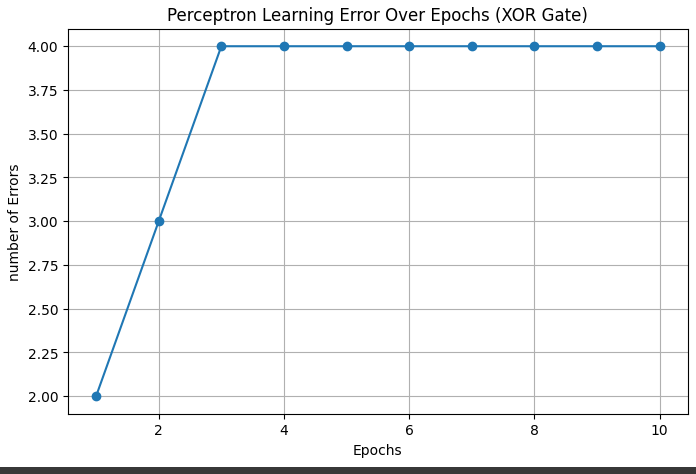 Perceptron Learning Error Over Epochs (XOR Gate)
number of Errors
4.00
3.75
3.50
3.25
3.00
2.75
2.50
2.25
2.00
2 4 6 8 10
Epochs